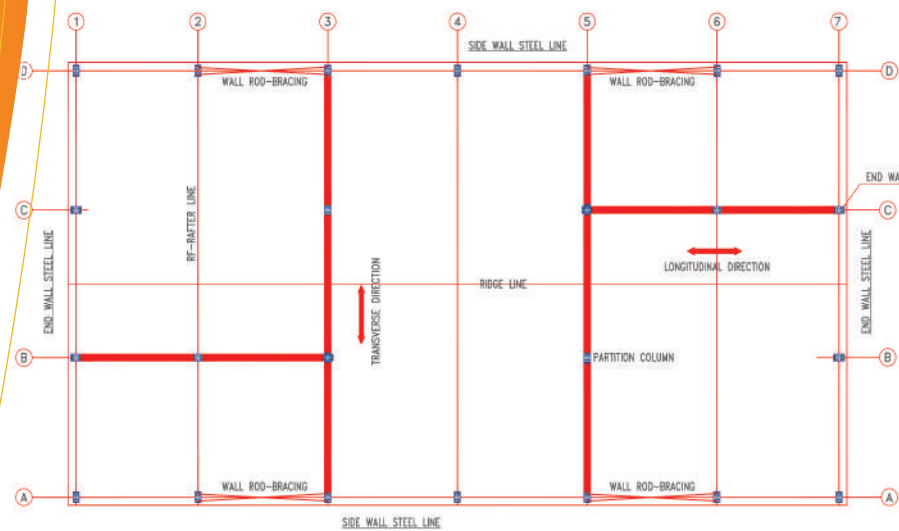 1 2 3 4 5 6 7
SIDE WALL STEEL LINE
D D
WALL ROD-BRACING WALL ROD-BRACING
END WA
C C
RF-RAFTER LINE
END WALL STEEL LINE
TRANSVERSE DIRECTION
LONGITUDINAL DIRECTION
END WALL STEEL LINE
RIDGE LINE
B PARTITION COLUMN B
WALL ROD-BRACING WALL ROD-BRACING
A A
SIDE WALL STEEL LINE